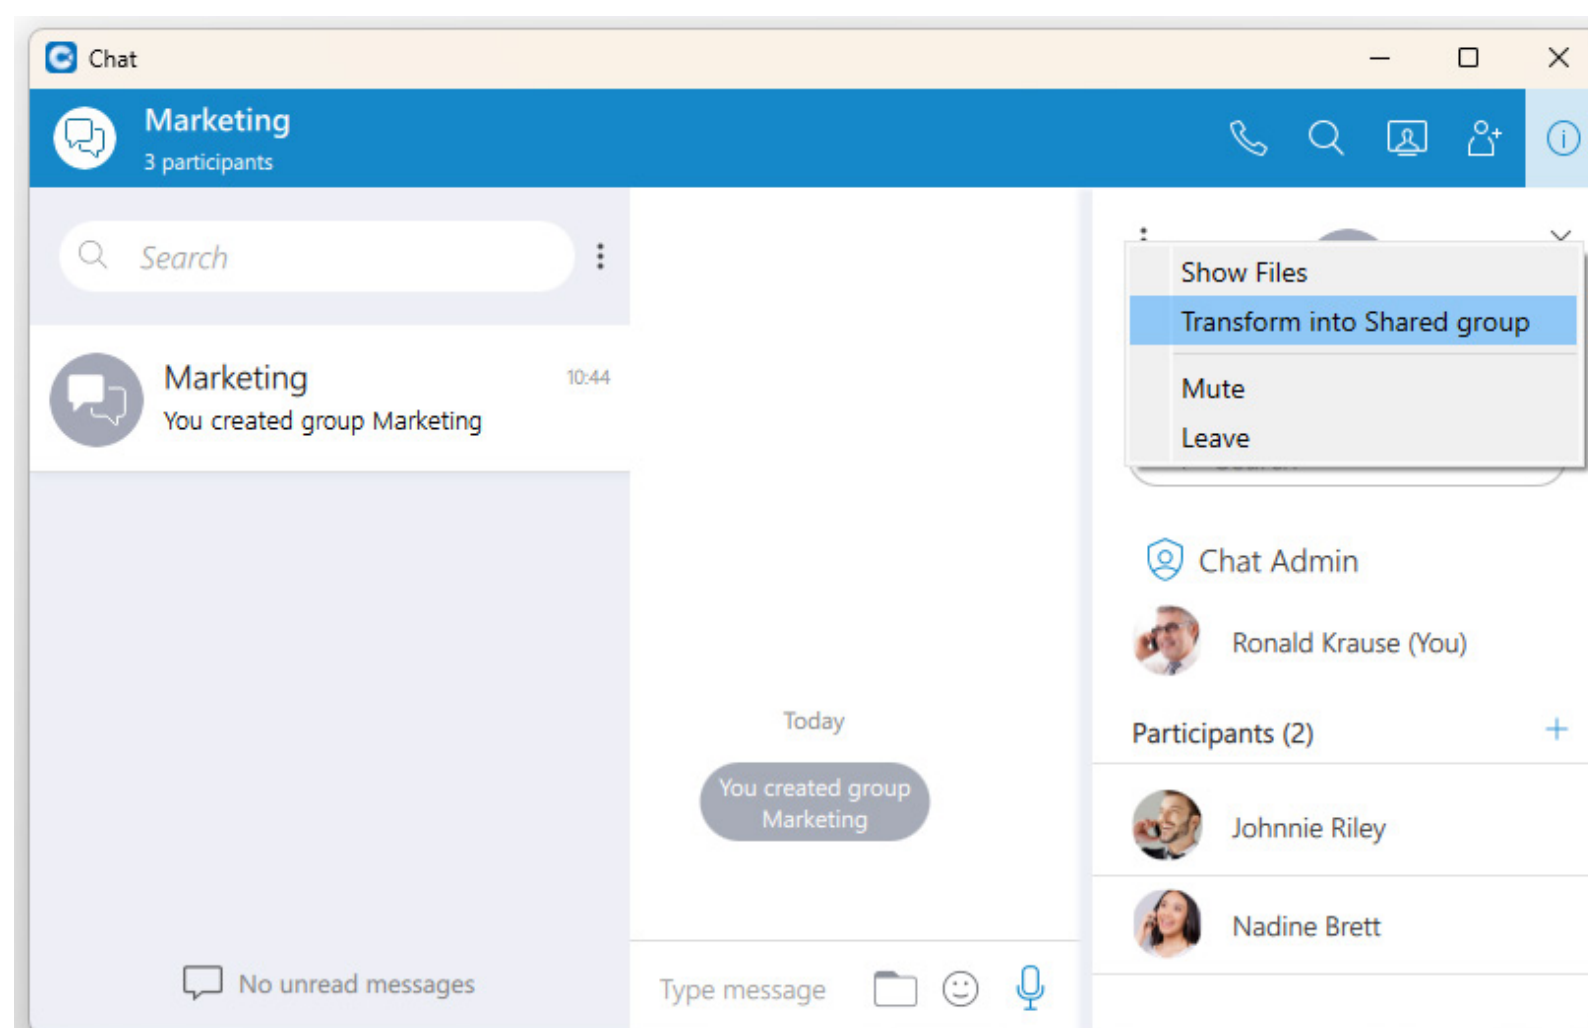 Chat
Marketing
3 participants
Search
Marketing
10:44
You created group Marketing
No unread messages
Today
You created group
Marketing
Type message
Show Files
Transform into Shared group
Mute
Leave
Chat Admin
Ronald Krause (You)
Participants (2)
Johnnie Riley
Nadine Brett